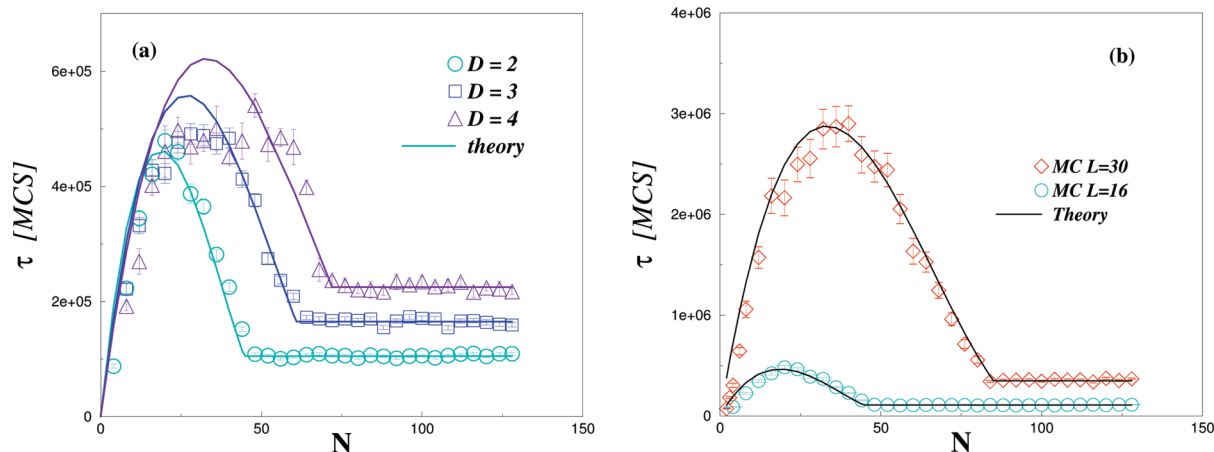 (a)
D = 2
D = 3
D = 4
theory
6e+05
4e+05
2e+05
0
0
50
100
150
N
τ [MCS]
(b)
MC L=30
MC L=16
Theory
4e+06
3e+06
2e+06
1e+06
0
0
50
100
150
N
τ [MCS]